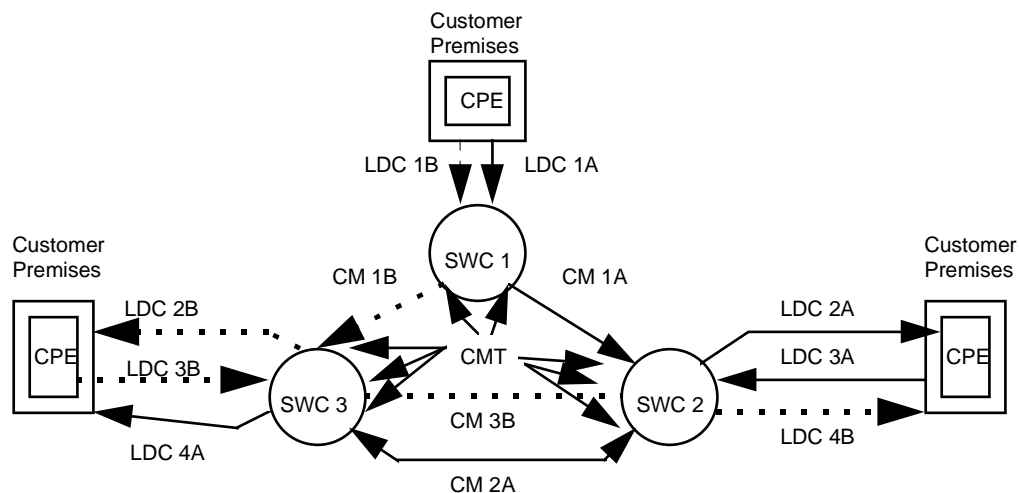 Customer
Premises
CPE
LDC 1B
LDC 1A
SWC 1
Customer
Premises
Customer
Premises
CM 1B
CM 1A
LDC 2B
LDC 2A
CPE
CMT
LDC 3A
CPE
LDC 3B
SWC 3
SWC 2
CM 3B
LDC 4B
LDC 4A
CM 2A